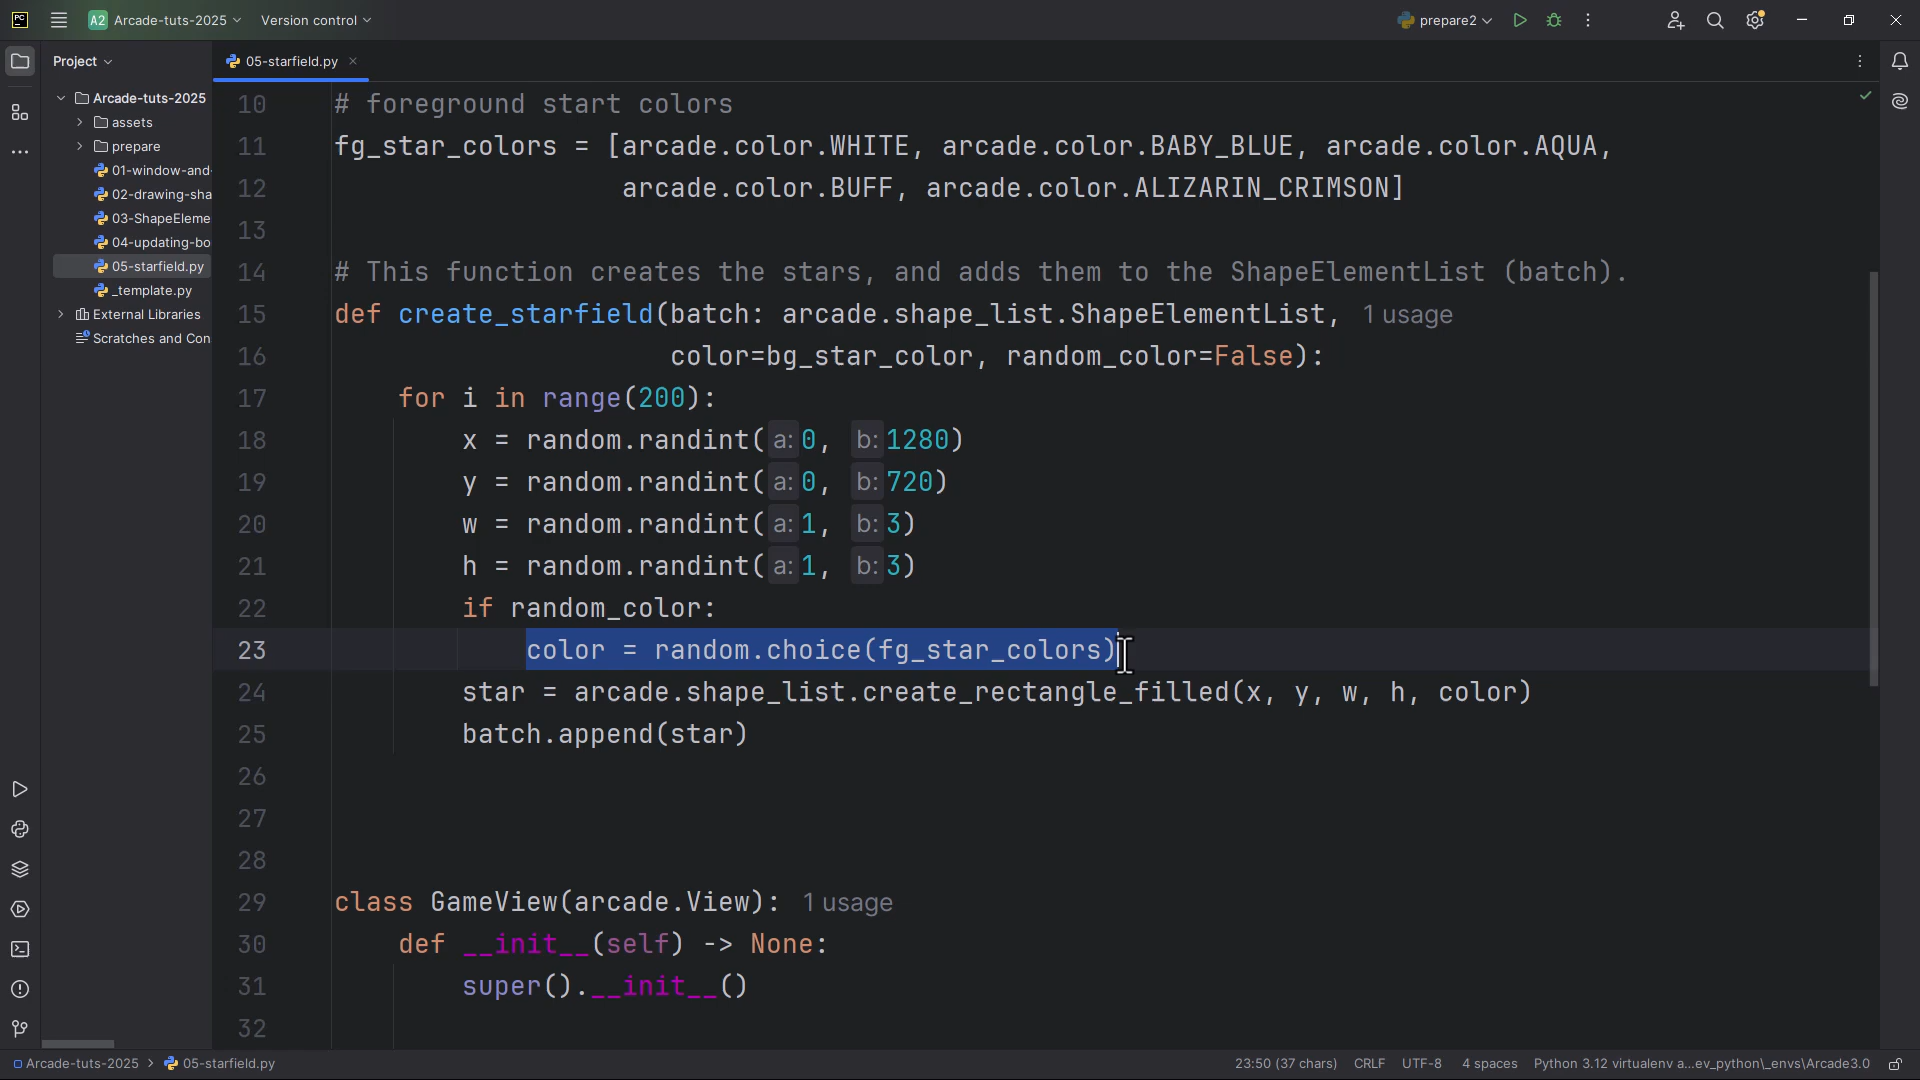 PC A2 Arcade-tuts-2025 Version control prepare2
Project
05-starfield.py
Arcade-tuts-2025
assets
prepare
01-window-and-
02-drawing-sha
03-ShapeEleme
04-updating-bo
05-starfield.py
_template.py
External Libraries
Scratches and Con
10 # foreground start colors
11 fg_star_colors = [arcade.color.WHITE, arcade.color.BABY_BLUE, arcade.color.AQUA,
12 arcade.color.BUFF, arcade.color.ALIZARIN_CRIMSON]
13
14 # This function creates the stars, and adds them to the ShapeElementList (batch).
15 def create_starfield(batch: arcade.shape_list.ShapeElementList, 1 usage
16 color=bg_star_color, random_color=False):
17 for i in range(200):
18 x = random.randint(a: 0, b: 1280)
19 y = random.randint(a: 0, b: 720)
20 w = random.randint(a: 1, b: 3)
21 h = random.randint(a: 1, b: 3)
22 if random_color:
23 color = random.choice(fg_star_colors)
24 star = arcade.shape_list.create_rectangle_filled(x, y, w, h, color)
25 batch.append(star)
26
27
28
29 class GameView(arcade.View): 1 usage
30 def __init__(self) -> None:
31 super().__init__()
32
Arcade-tuts-2025 > 05-starfield.py 23:50 (37 chars) CRLF UTF-8 4 spaces Python 3.12 virtualenv a...ev_python\_envs\Arcade3.0